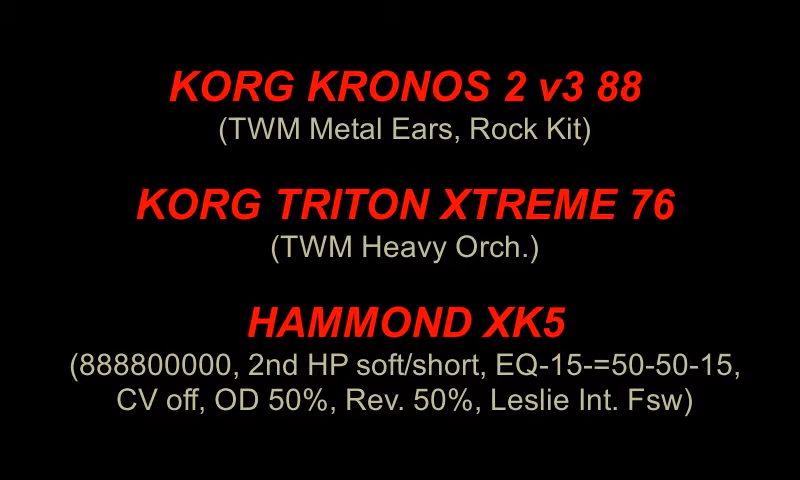 KORG KRONOS 2 v3 88
(TWM Metal Ears, Rock Kit)
KORG TRITON XTREME 76
(TWM Heavy Orch.)
HAMMOND XK5
(888800000, 2nd HP soft/short, EQ-15-=50-50-15,
CV off, OD 50%, Rev. 50%, Leslie Int. Fsw)